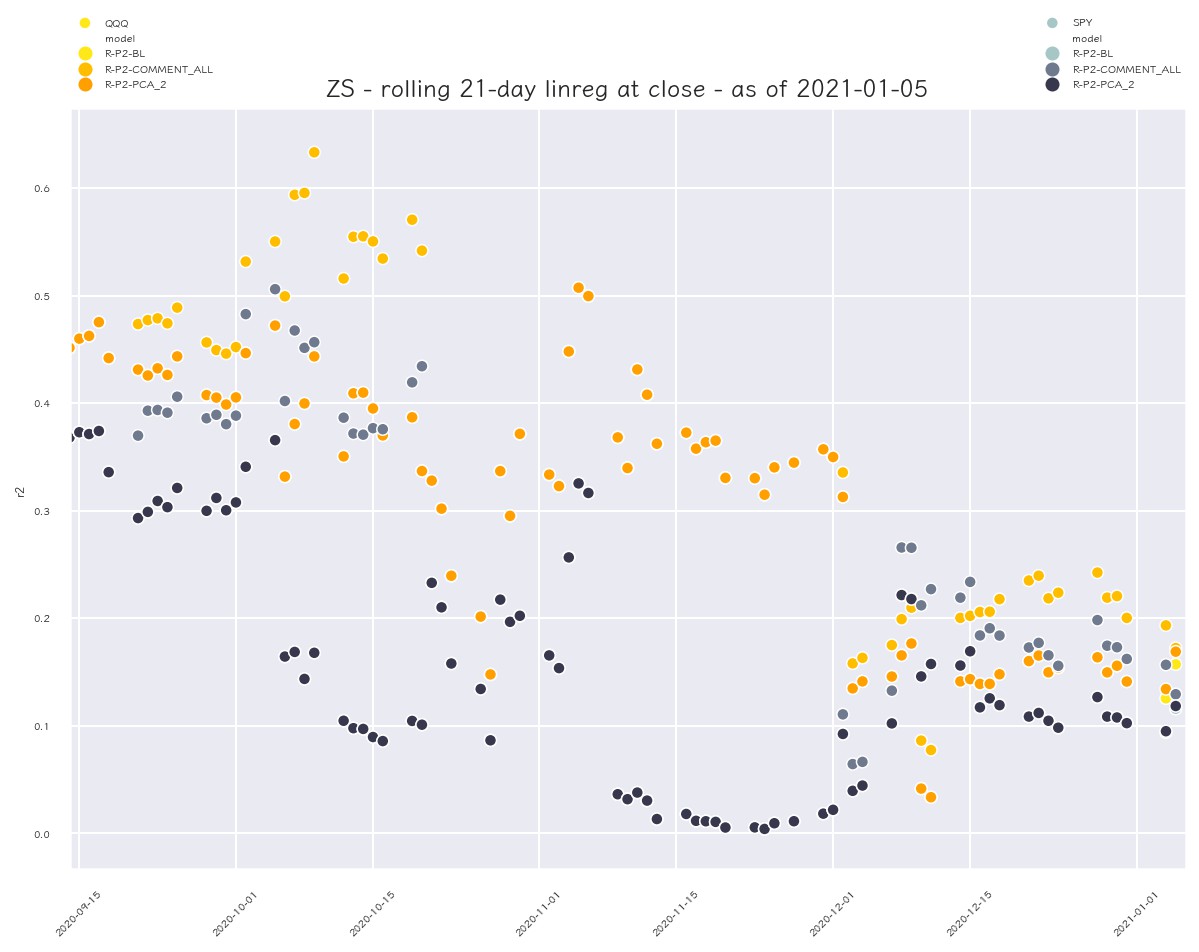 QQQ
model
R-P2-BL
R-P2-COMMENT_ALL
R-P2-PCA_2
SPY
model
R-P2-BL
R-P2-COMMENT_ALL
R-P2-PCA_2
ZS - rolling 21-day linreg at close - as of 2021-01-05
0.6
0.5
0.4
0.3
0.2
0.1
0.0
r2
2020-09-15
2020-10-01
2020-10-15
2020-11-01
2020-11-15
2020-12-01
2020-12-15
2021-01-01